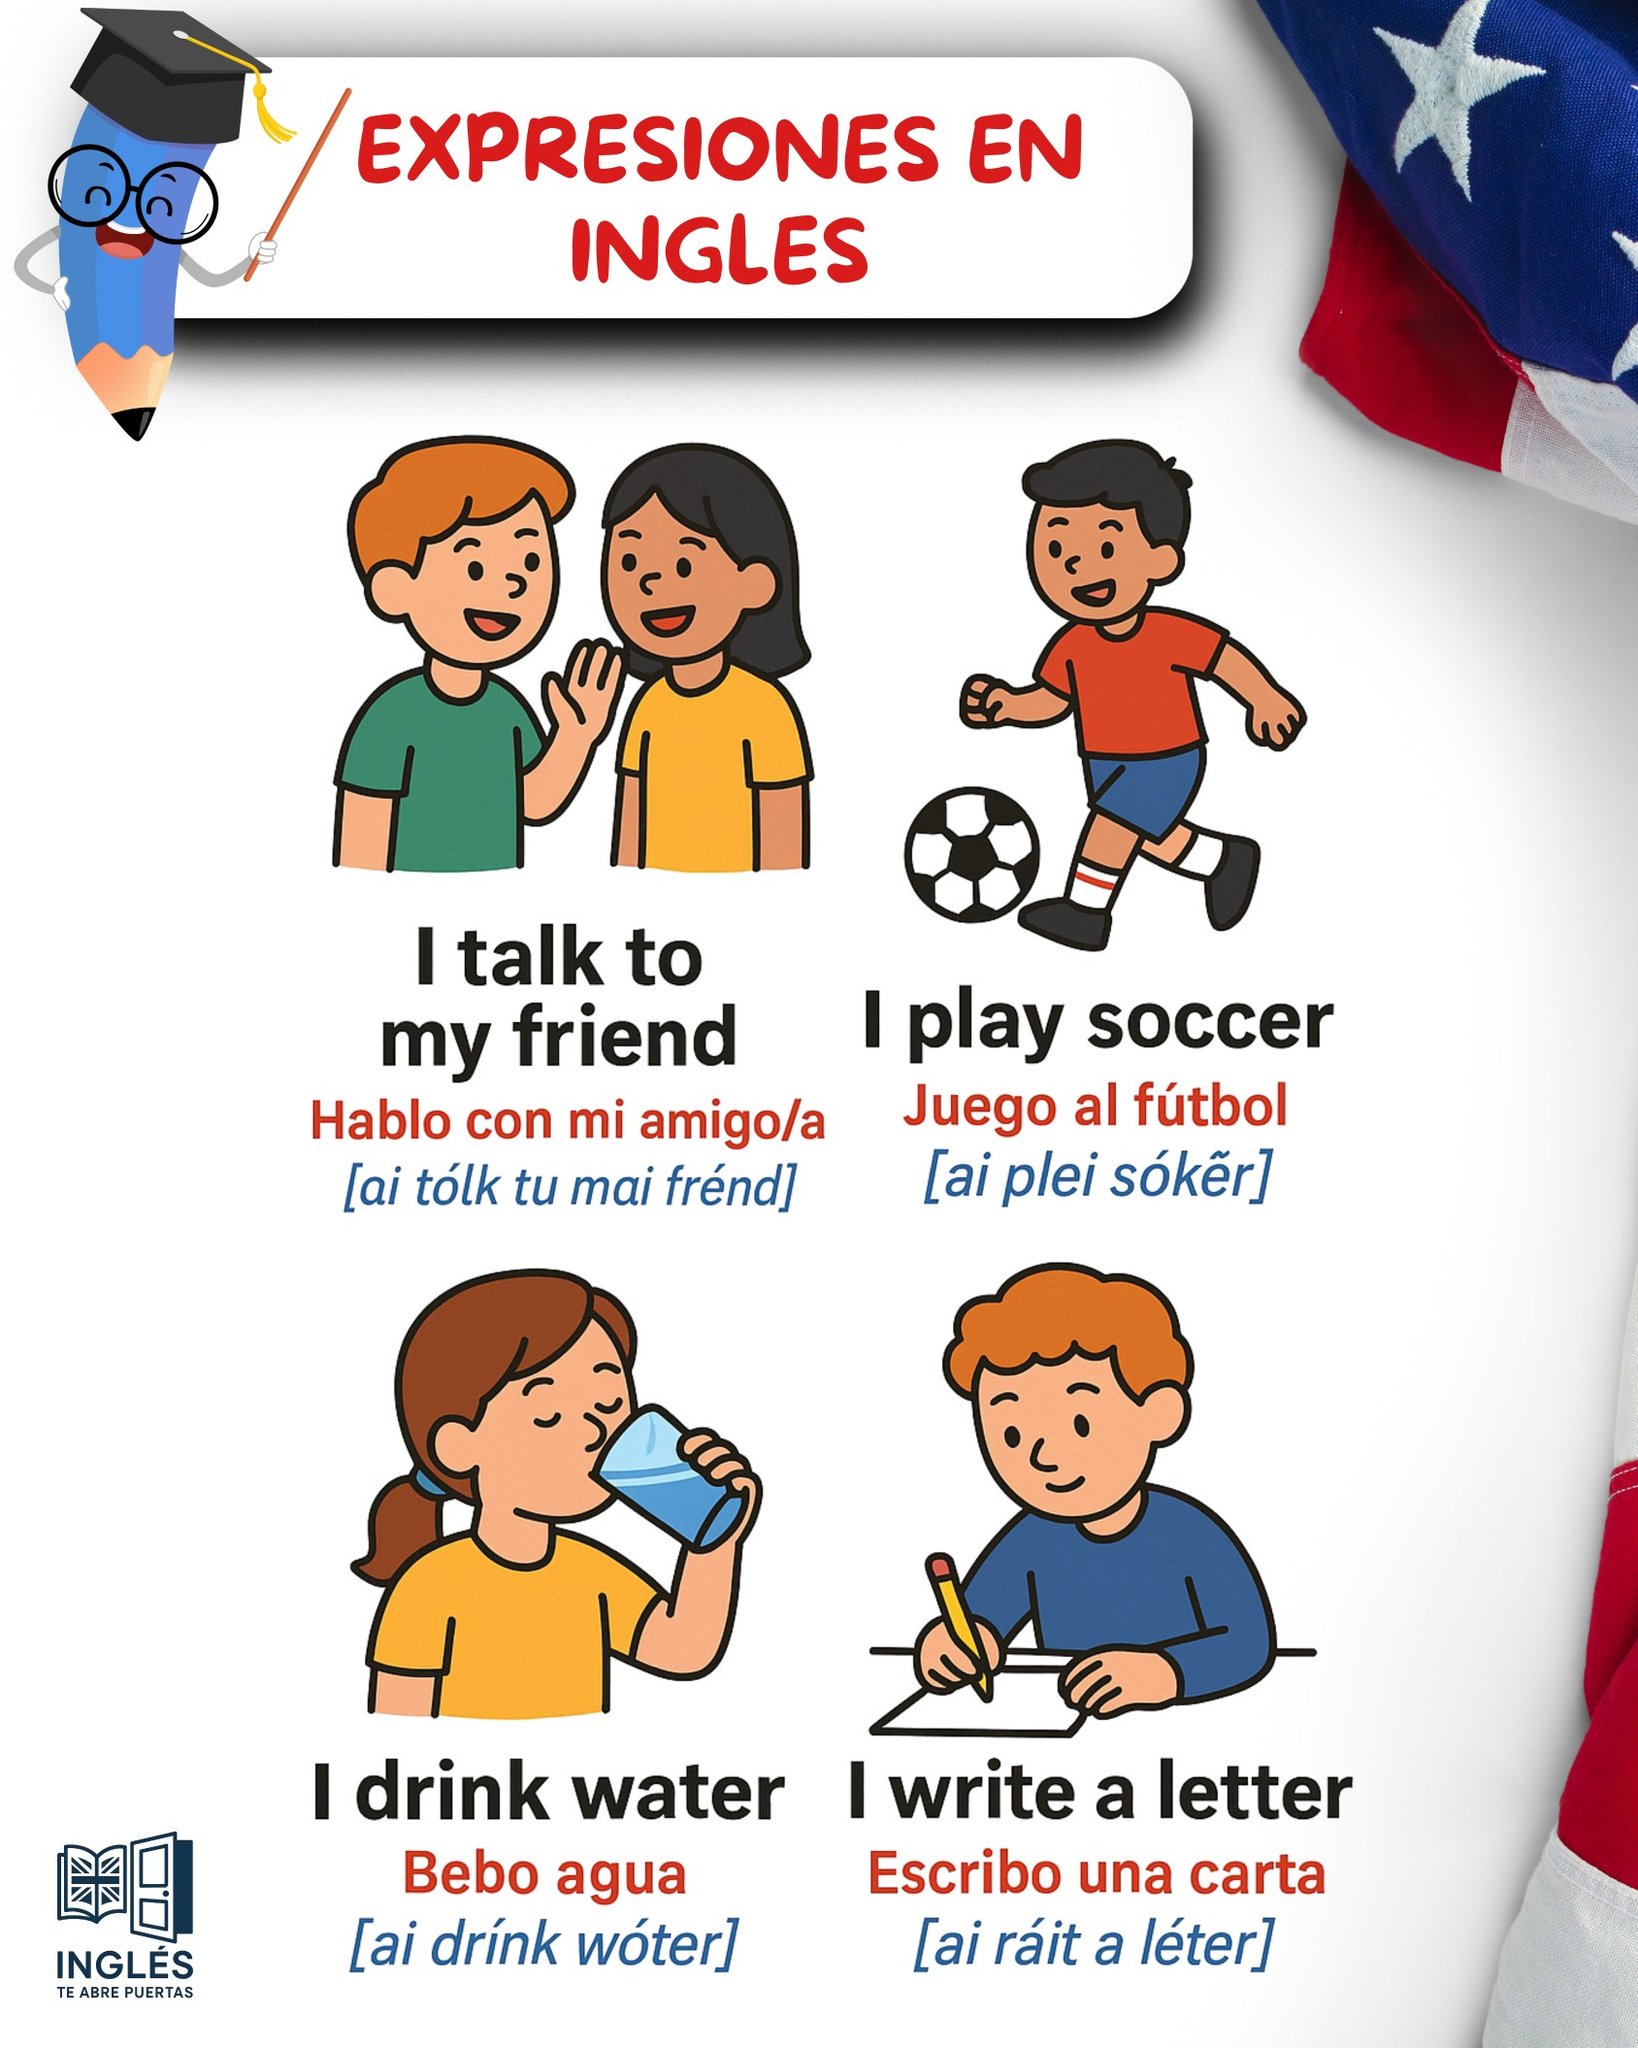 EXPRESIONES EN
INGLES
I talk to
my friend
Hablo con mi amigo/a
[ai tólk tu mai frénd]
I play soccer
Juego al fútbol
[ai plei sókẽr]
I drink water
Bebo agua
[ai drínk wóter]
I write a letter
Escribo una carta
[ai ráit a léter]
INGLÉS
TE ABRE PUERTAS